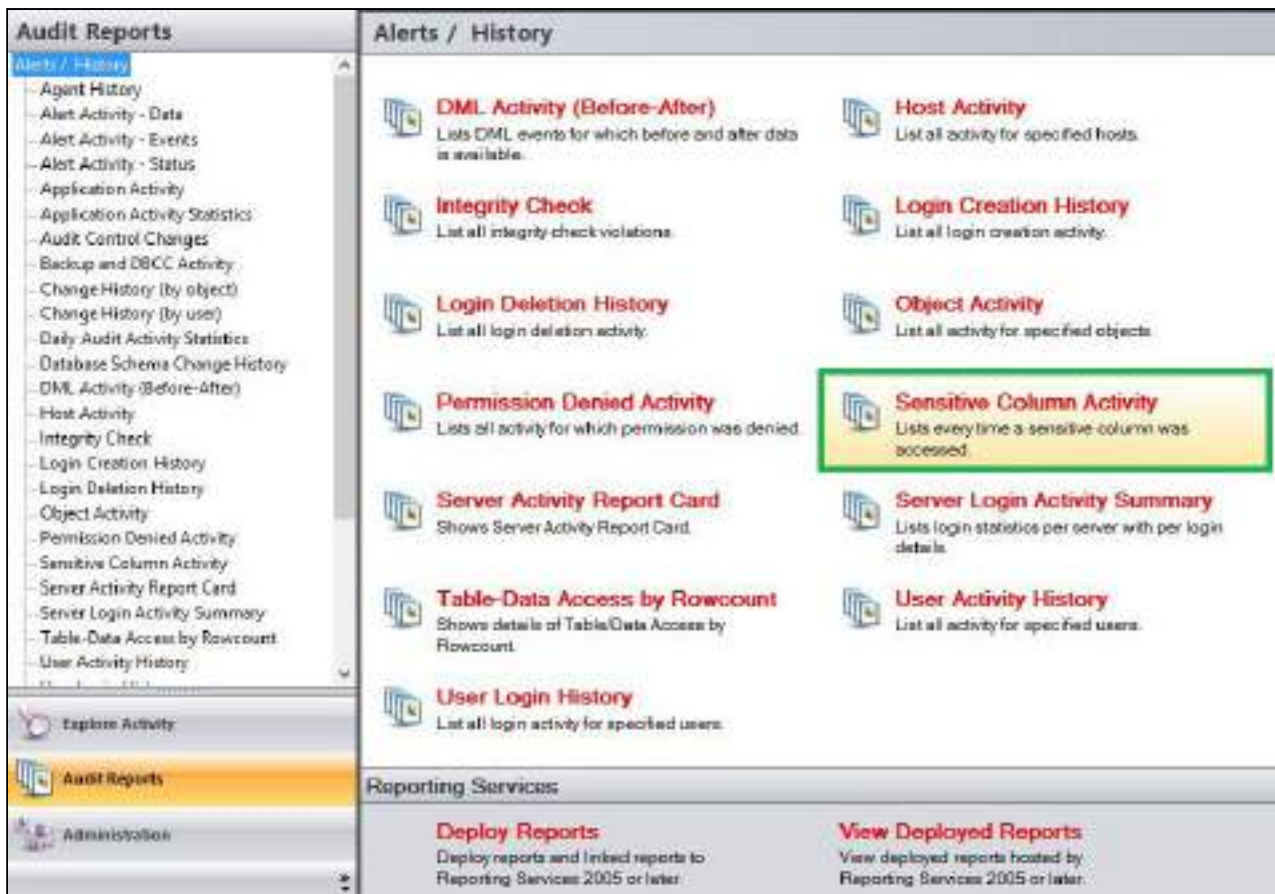 Audit Reports
Alerts / History
Agent History
Alert Activity - Data
Alert Activity - Events
Alert Activity - Status
Application Activity
Application Activity Statistics
Audit Control Changes
Backup and DBCC Activity
Change History (by object)
Change History (by user)
Daily Audit Activity Statistics
Database Schema Change History
DML Activity (Before-After)
Host Activity
Integrity Check
Login Creation History
Login Deletion History
Object Activity
Permission Denied Activity
Sensitive Column Activity
Server Activity Report Card
Server Login Activity Summary
Table-Data Access by Rowcount
User Activity History
Explore Activity
Audit Reports
Administration
Alerts / History
DML Activity (Before-After)
Lists DML events for which before and after data
is available.
Host Activity
List all activity for specified hosts.
Integrity Check
List all integrity check violations.
Login Creation History
List all login creation activity.
Login Deletion History
List all login deletion activity.
Object Activity
List all activity for specified objects
Permission Denied Activity
Lists all activity for which permission was denied.
Sensitive Column Activity
Lists every time a sensitive column was
accessed.
Server Activity Report Card
Shows Server Activity Report Card.
Server Login Activity Summary
Lists login statistics per server with per login
details.
Table-Data Access by Rowcount
Shows details of Table/Data Access by
Rowcount.
User Activity History
List all activity for specified users.
User Login History
List all login activity for specified users.
Reporting Services
Deploy Reports
Deploy reports and linked reports to
Reporting Services 2005 or later.
View Deployed Reports
View deployed reports hosted by
Reporting Services 2005 or later.